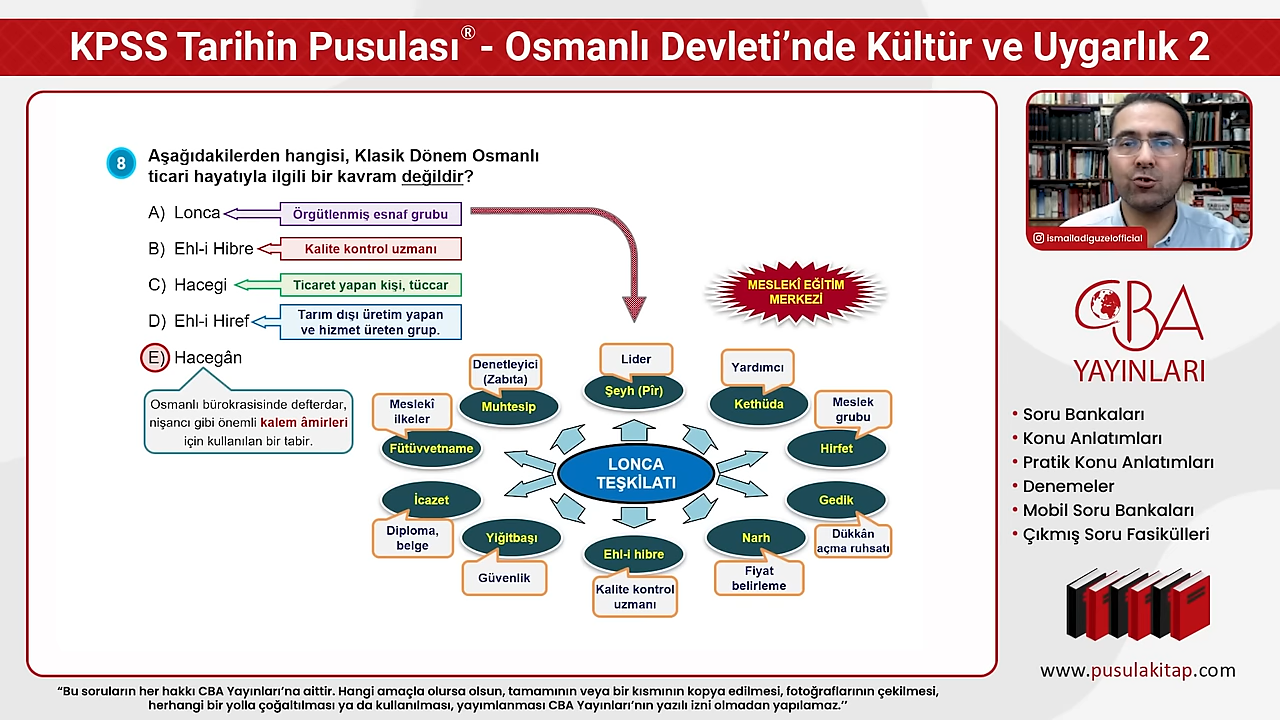 KPSS Tarihin Pusulası® - Osmanlı Devleti’nde Kültür ve Uygarlık 2
8
Aşağıdakilerden hangisi, Klasik Dönem Osmanlı
ticari hayatıyla ilgili bir kavram değildir?
A) Lonca
Örgütlenmiş esnaf grubu
B) Ehl-i Hibre
Kalite kontrol uzmanı
C) Hacegi
Ticaret yapan kişi, tüccar
D) Ehl-i Hiref
Tarım dışı üretim yapan
ve hizmet üreten grup.
E) Hacegân
Osmanlı bürokrasisinde defterdar,
nişancı gibi önemli kalem âmirleri
için kullanılan bir tabir.
MESLEKÎ EĞİTİM
MERKEZİ
Lider
Şeyh (Pîr)
Denetleyici
(Zabıta)
Muhtesip
Yardımcı
Kethüda
Meslekî
ilkeler
Fütüvvetname
Meslek
grubu
Hirfet
LONCA
TEŞKİLATI
İcazet
Diploma,
belge
Gedik
Dükkân
açma ruhsatı
Yiğitbaşı
Güvenlik
Ehl-i hibre
Kalite kontrol
uzmanı
Narh
Fiyat
belirleme
ismailadiguzelofficial
CBA
YAYINLARI
• Soru Bankaları
• Konu Anlatımları
• Pratik Konu Anlatımları
• Denemeler
• Mobil Soru Bankaları
• Çıkmış Soru Fasikülleri
www.pusulakitap.com
“Bu soruların her hakkı CBA Yayınları’na aittir. Hangi amaçla olursa olsun, tamamının veya bir kısmının kopya edilmesi, fotoğraflarının çekilmesi,
herhangi bir yolla çoğaltılması ya da kullanılması, yayımlanması CBA Yayınları’nın yazılı izni olmadan yapılamaz.’’